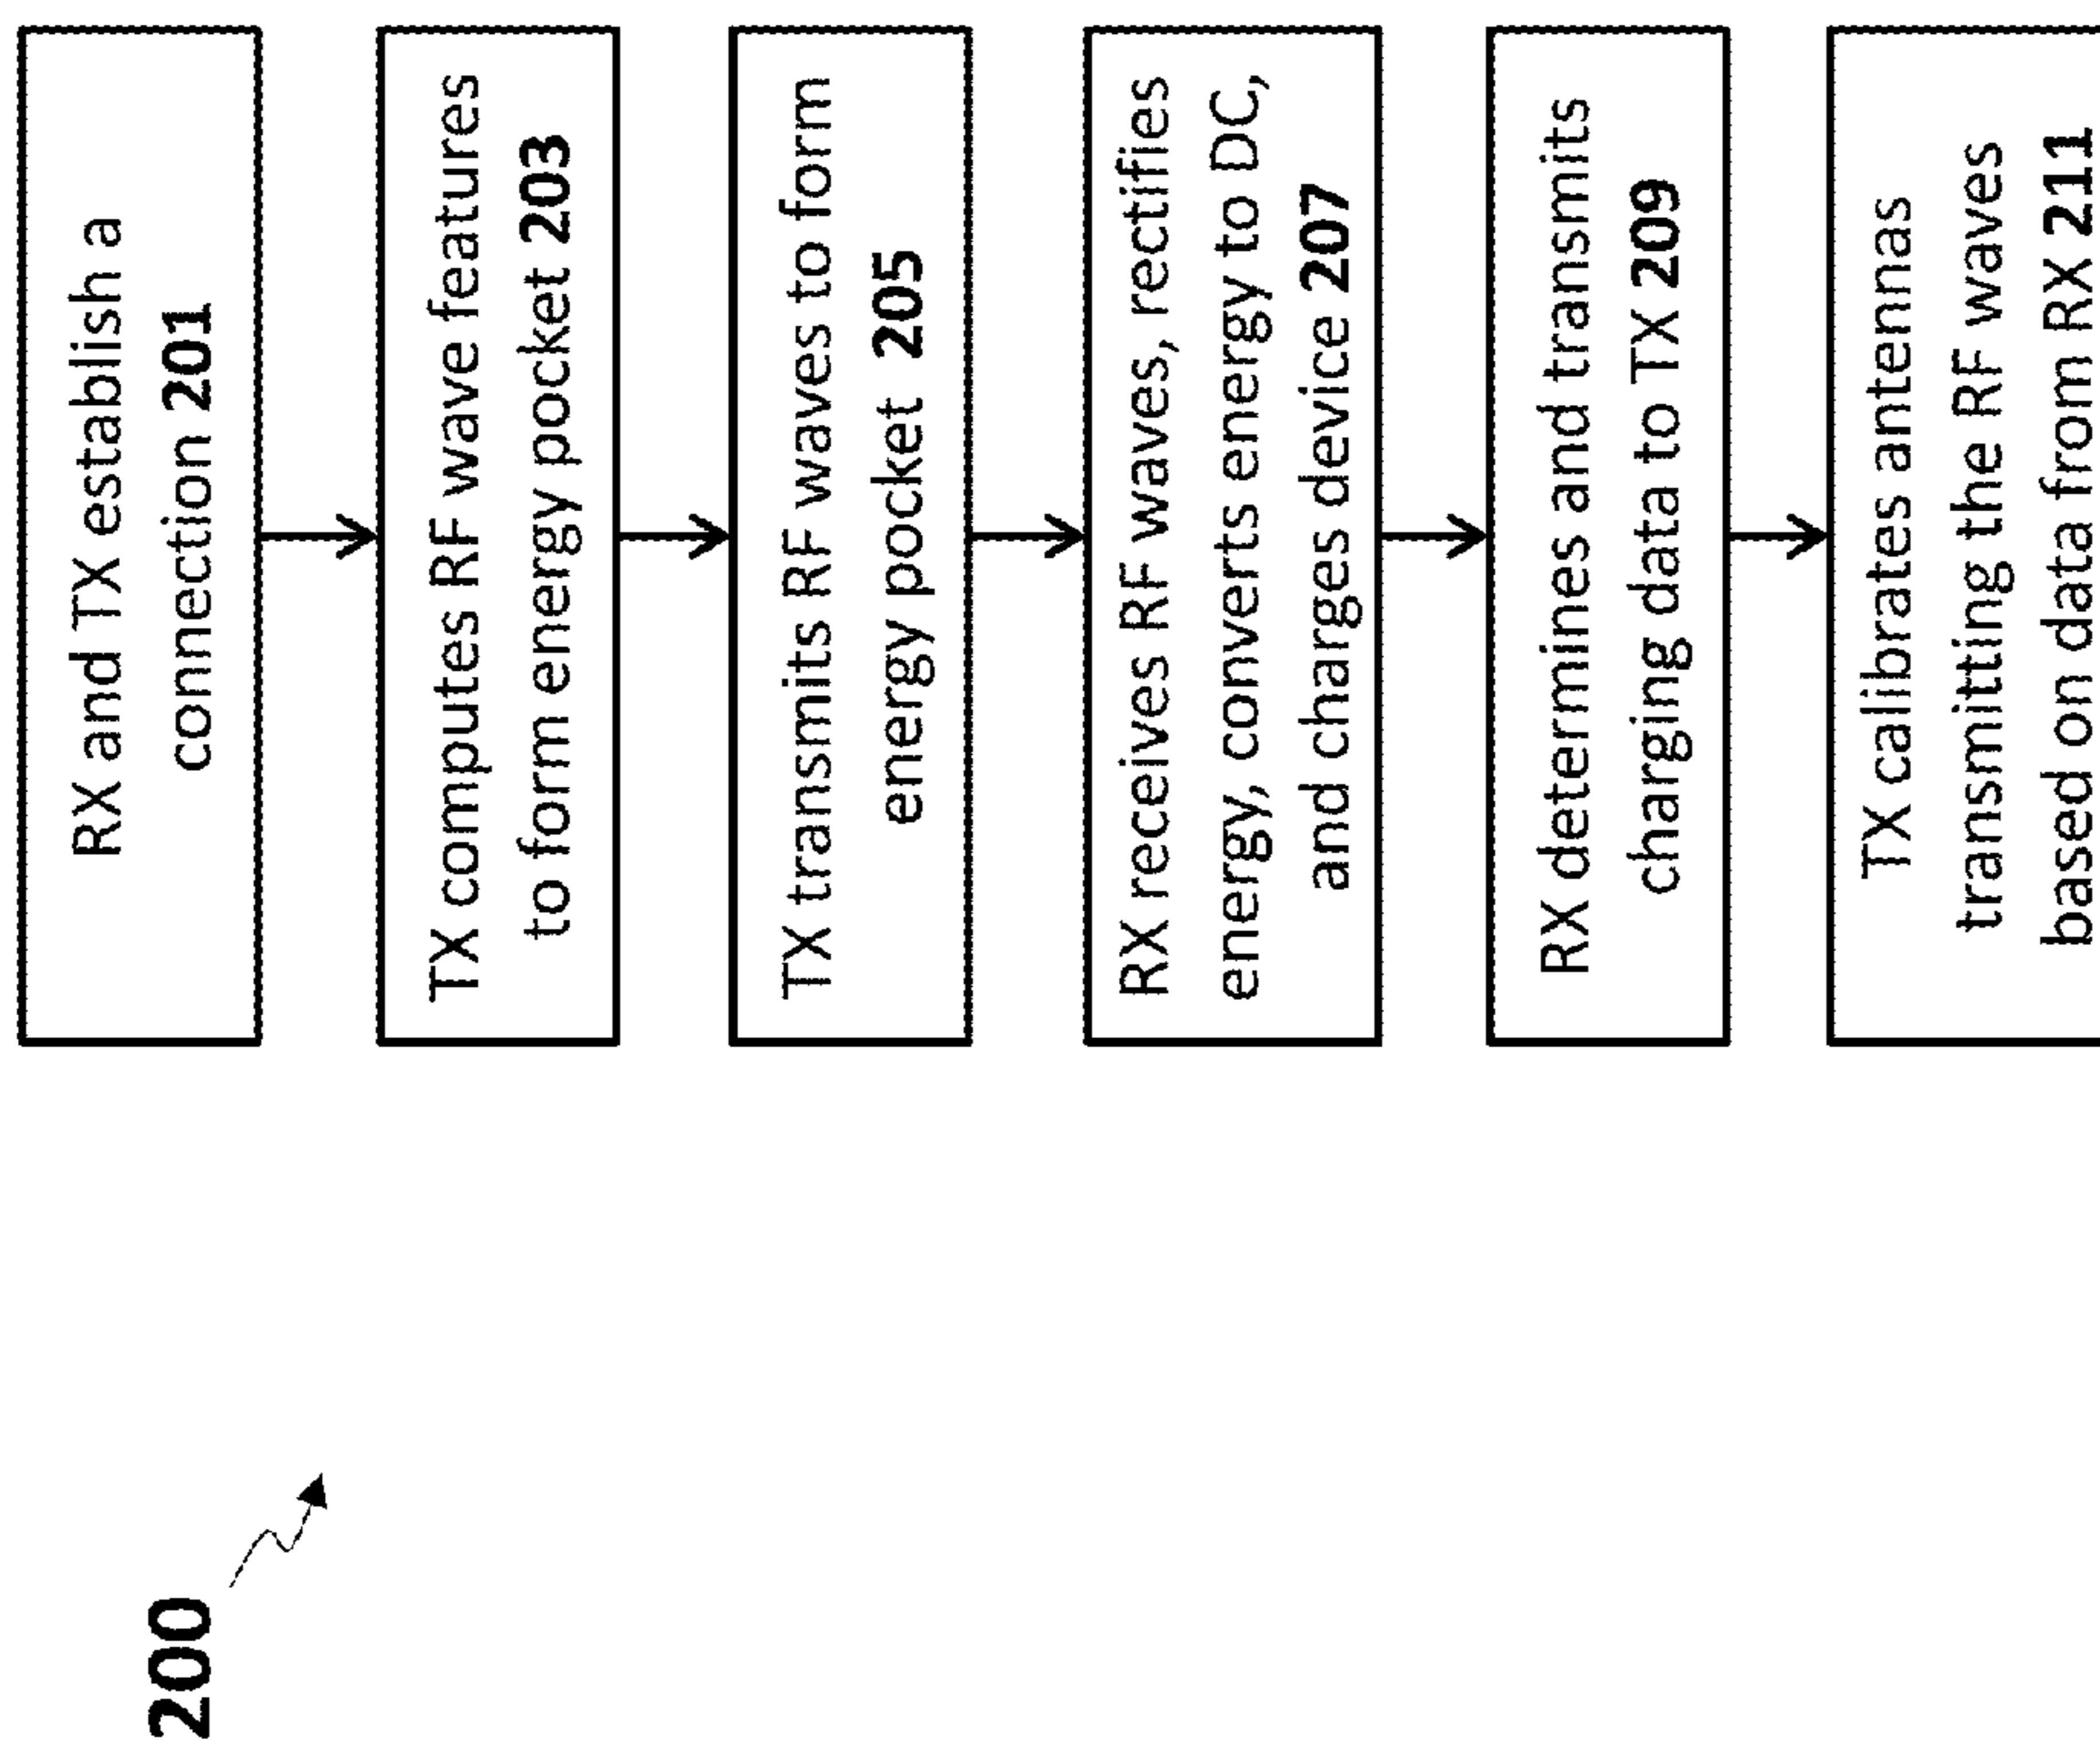 200
RX and TX establish a
connection 201
TX computes RF wave features
to form energy pocket 203
TX transmits RF waves to form
energy pocket 205
RX receives RF waves, rectifies
energy, converts energy to DC,
and charges device 207
RX determines and transmits
charging data to TX 209
TX calibrates antennas
transmitting the RF waves
based on data from RX 211